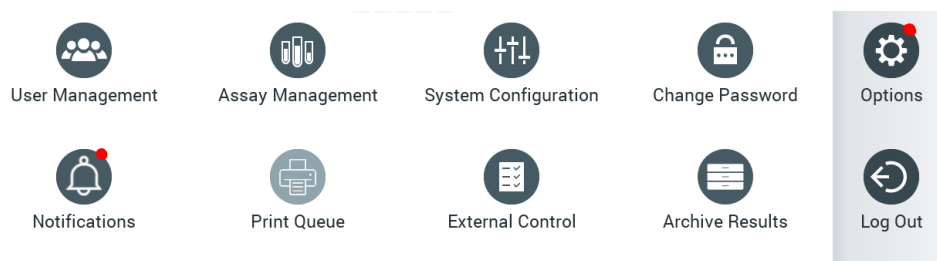 User Management
Assay Management
System Configuration
Change Password
Options
Notifications
Print Queue
External Control
Archive Results
Log Out